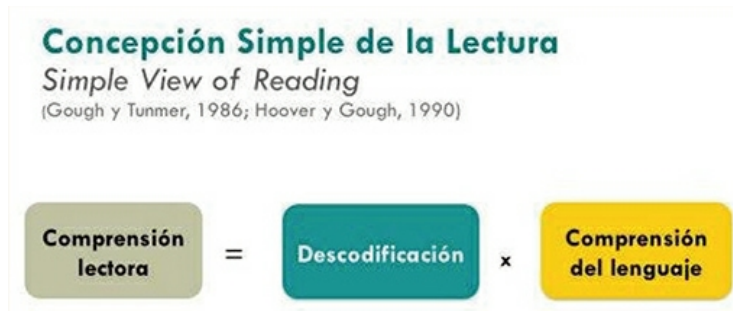 Concepción Simple de la Lectura
Simple View of Reading
(Gough y Tunmer, 1986; Hoover y Gough, 1990)
Comprensión
lectora
=
Descodificación
x
Comprensión
del lenguaje